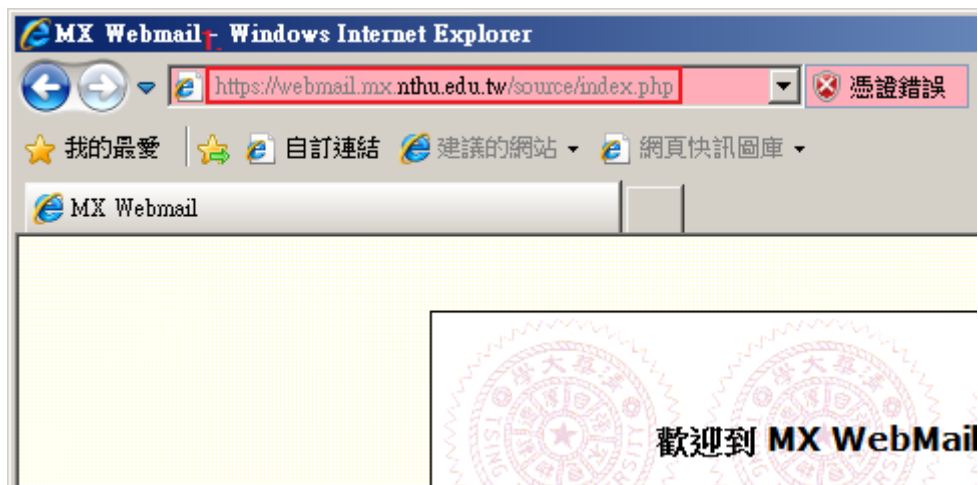 MX Webmail - Windows Internet Explorer
1.
https://webmail.mx.nthu.edu.tw/source/index.php 憑證錯誤
我的最愛 自訂連結 建議的網站 網頁快訊圖庫
MX Webmail
歡迎到 MX WebMail